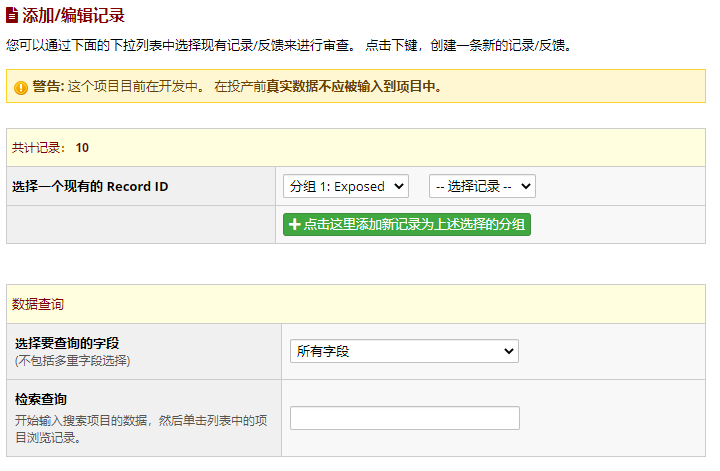 添加/编辑记录
您可以通过下面的下拉列表中选择现有记录/反馈来进行审查。 点击下键，创建一条新的记录/反馈。
警告: 这个项目目前在开发中。 在投产前真实数据不应被输入到项目中。
共计记录： 10
选择一个现有的 Record ID
分组 1: Exposed
-- 选择记录 --
点击这里添加新记录为上述选择的分组
数据查询
选择要查询的字段
(不包括多重字段选择)
所有字段
检索查询
开始输入搜索项目的数据，然后单击列表中的项
目浏览记录。